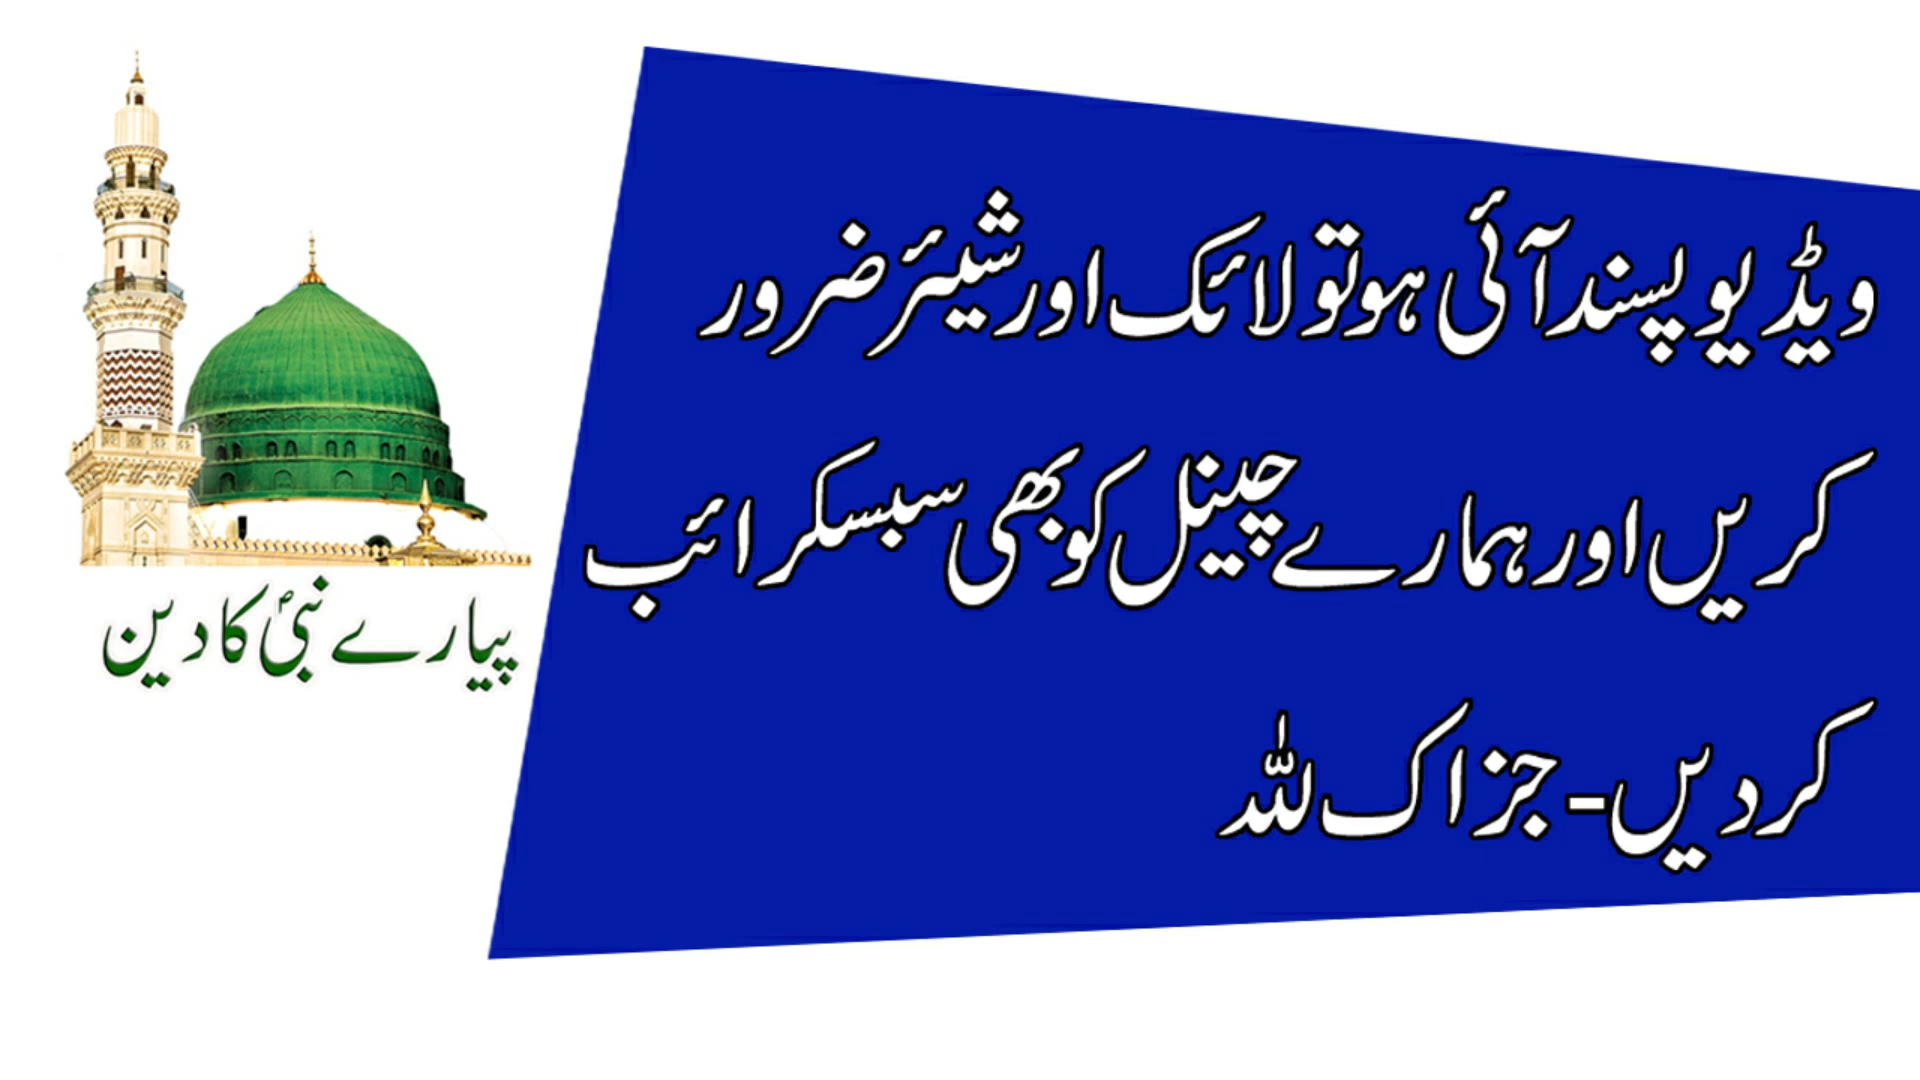 ویڈیو پسند آئی ہو تو لائک اور شیئر ضرور
کریں اور ہمارے چینل کو بھی سبسکرائب
کردیں - جزاک للہ
پیارے نبیؐ کا دین